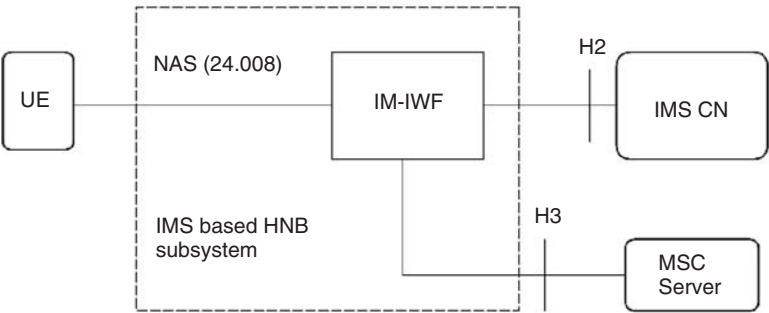 H2
NAS (24.008)
UE
IM-IWF
IMS CN
IMS based HNB
subsystem
H3
MSC
Server